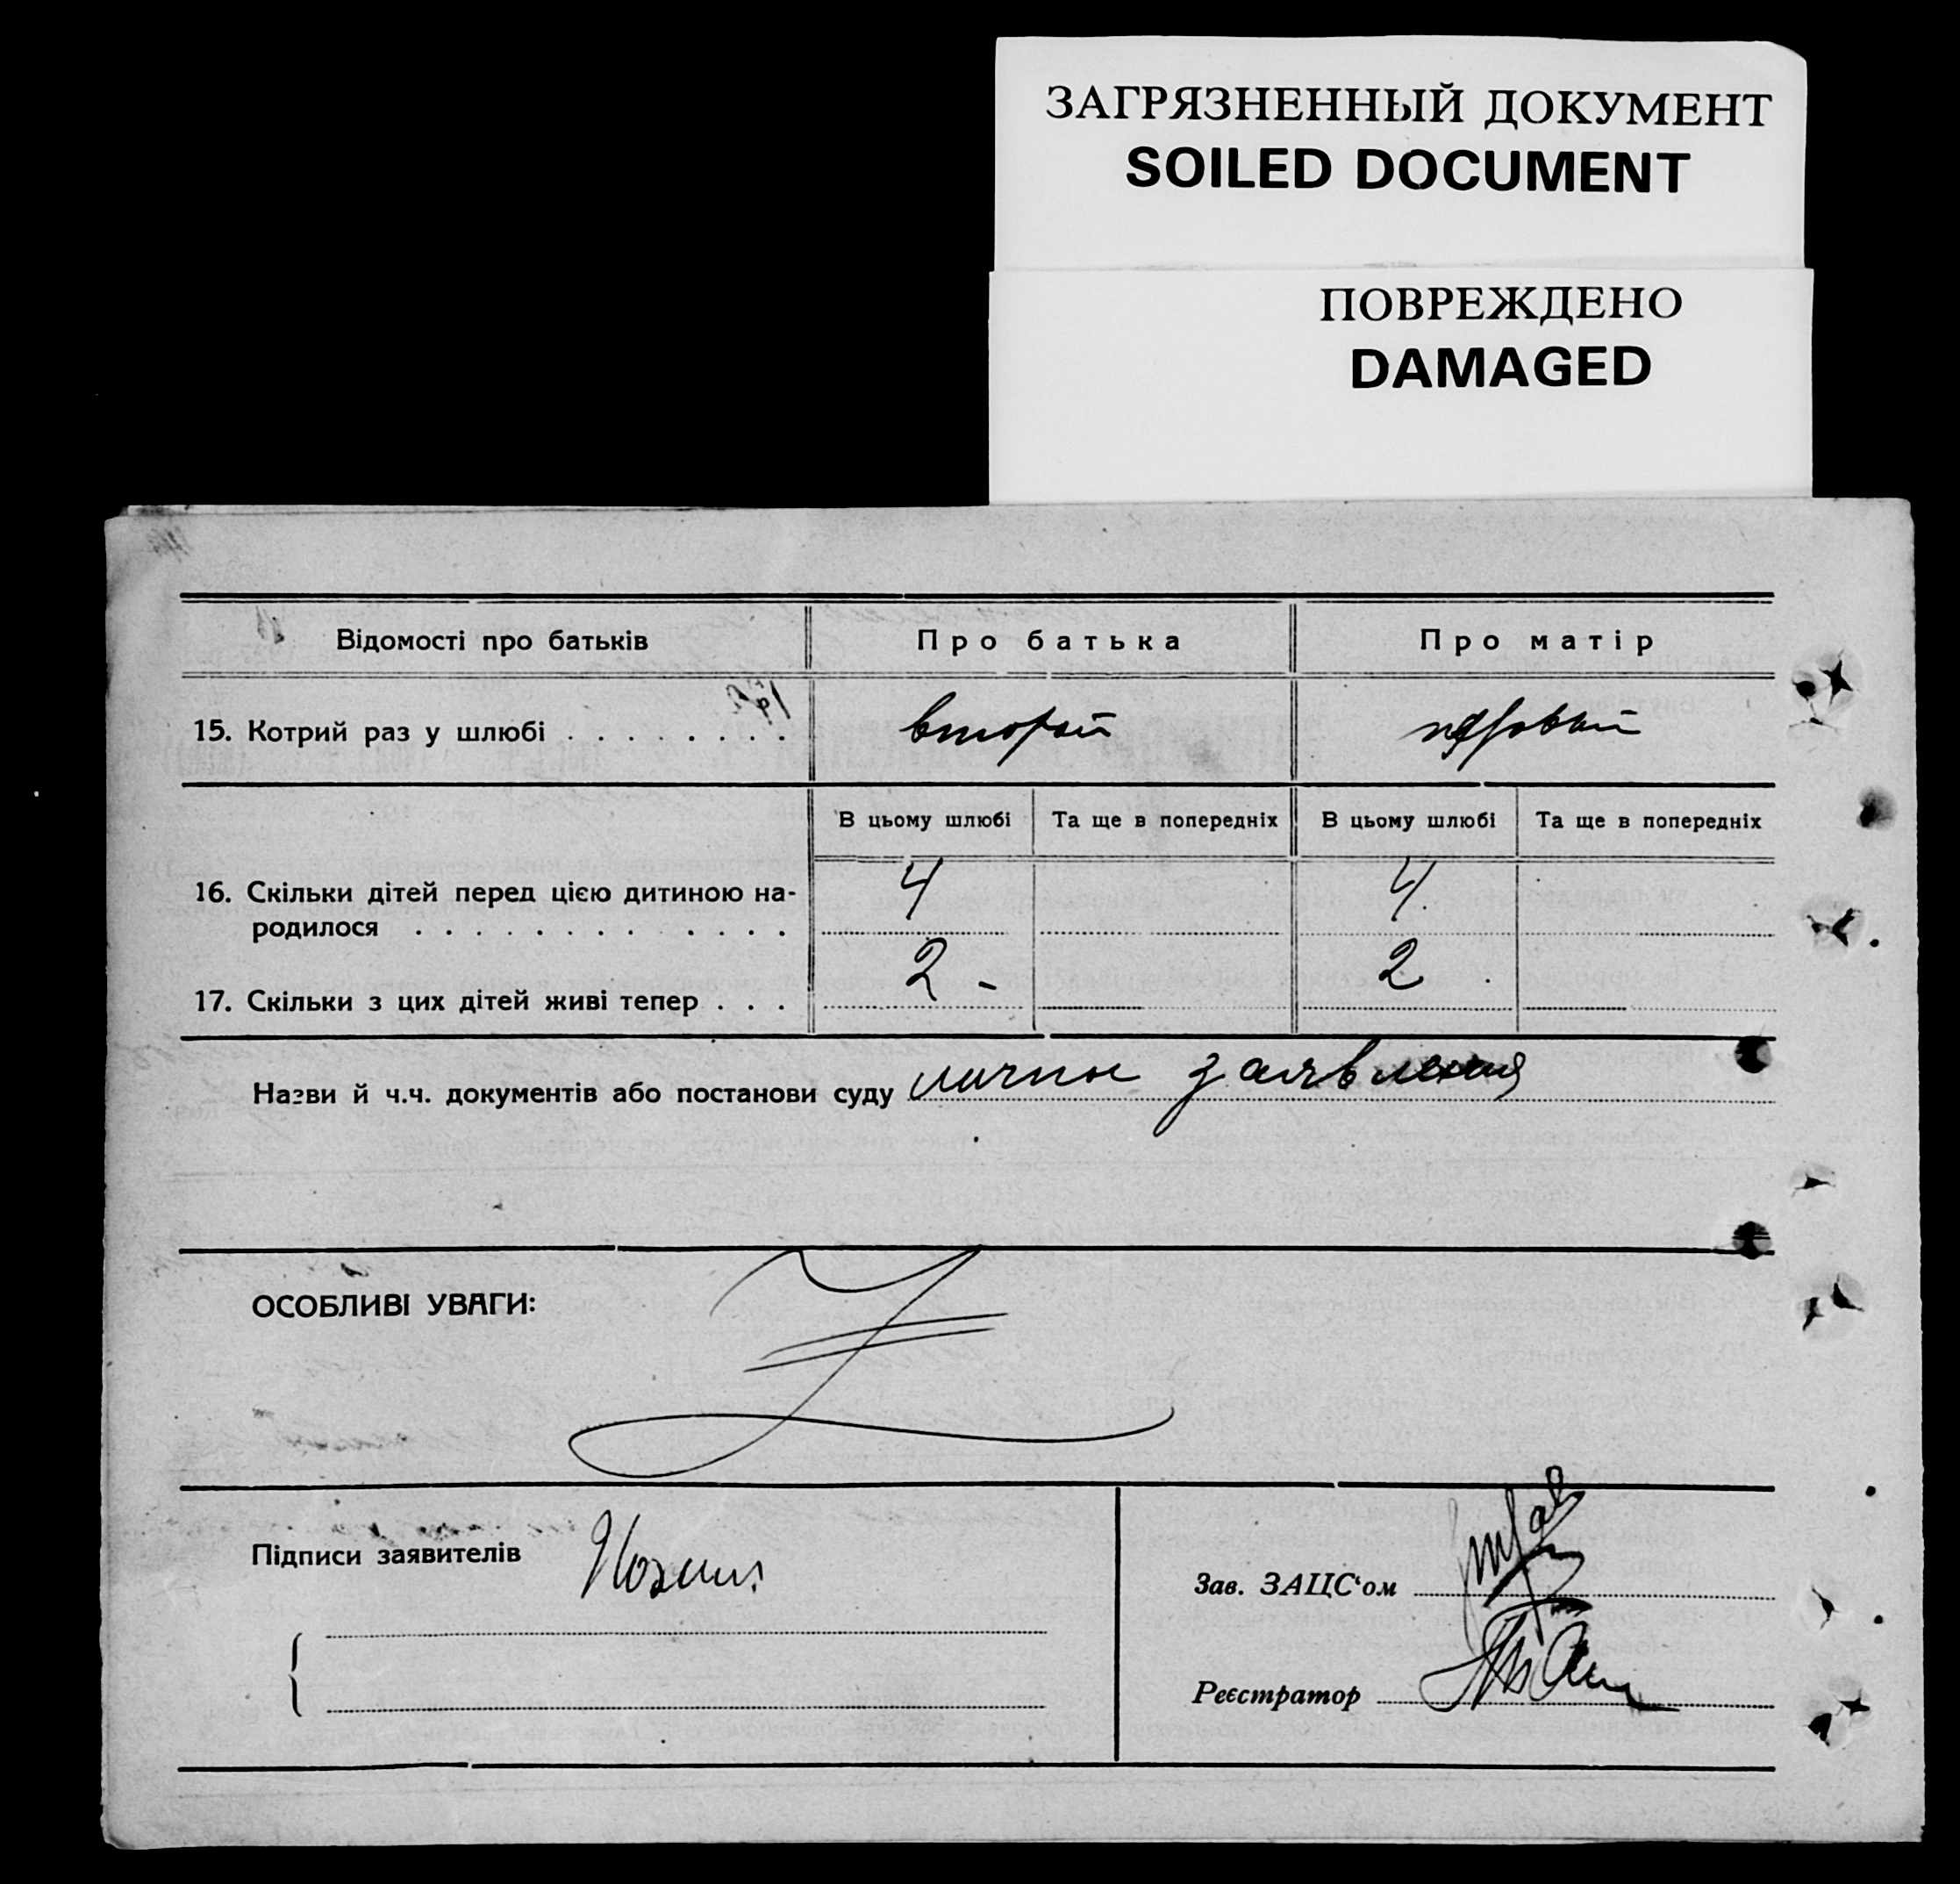 ЗАГРЯЗНЕННЫЙ ДОКУМЕНТ
SOILED DOCUMENT
ПОВРЕЖДЕНО
DAMAGED
Відомості про батьків Про батька Про матір
15. Котрий раз у шлюбі . . . . . . . . второй первый
В цьому шлюбі Та ще в попередніх В цьому шлюбі Та ще в попередніх
16. Скільки дітей перед цією дитиною на-
родилося . . . . . . . . . . . . . 4 4
17. Скільки з цих дітей живі тепер . . . 2 - 2
Назви й ч.ч. документів або постанови суду заявления
ОСОБЛИВІ УВАГИ:
Підписи заявителів
Зав. ЗАЦС'ом
Реєстратор